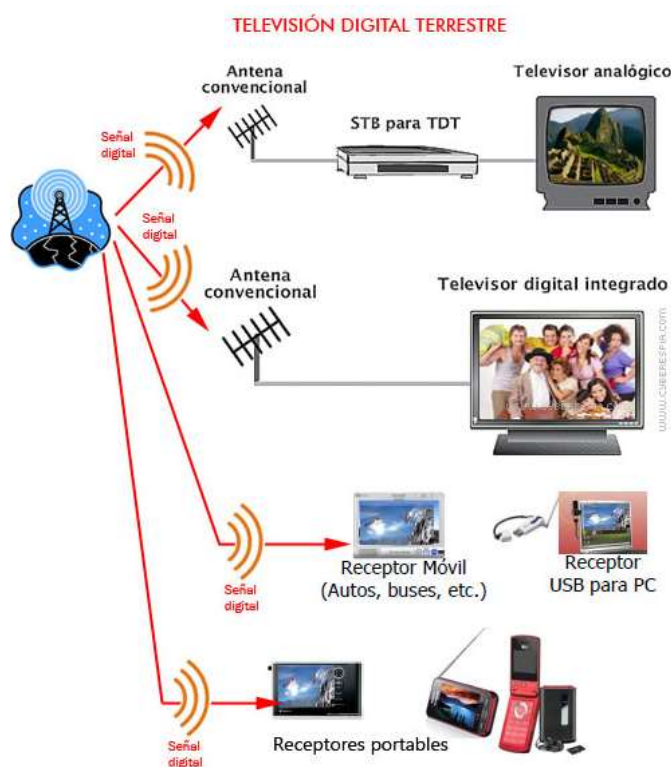 TELEVISIÓN DIGITAL TERRESTRE
Antena
convencional
Señal
digital
STB para TDT
Televisor analógico
Señal
digital
Antena
convencional
Televisor digital integrado
WWW.CYBERESPIA.COM
Señal
digital
Receptor Móvil
(Autos, buses, etc.)
Receptor
USB para PC
Señal
digital
Receptores portables